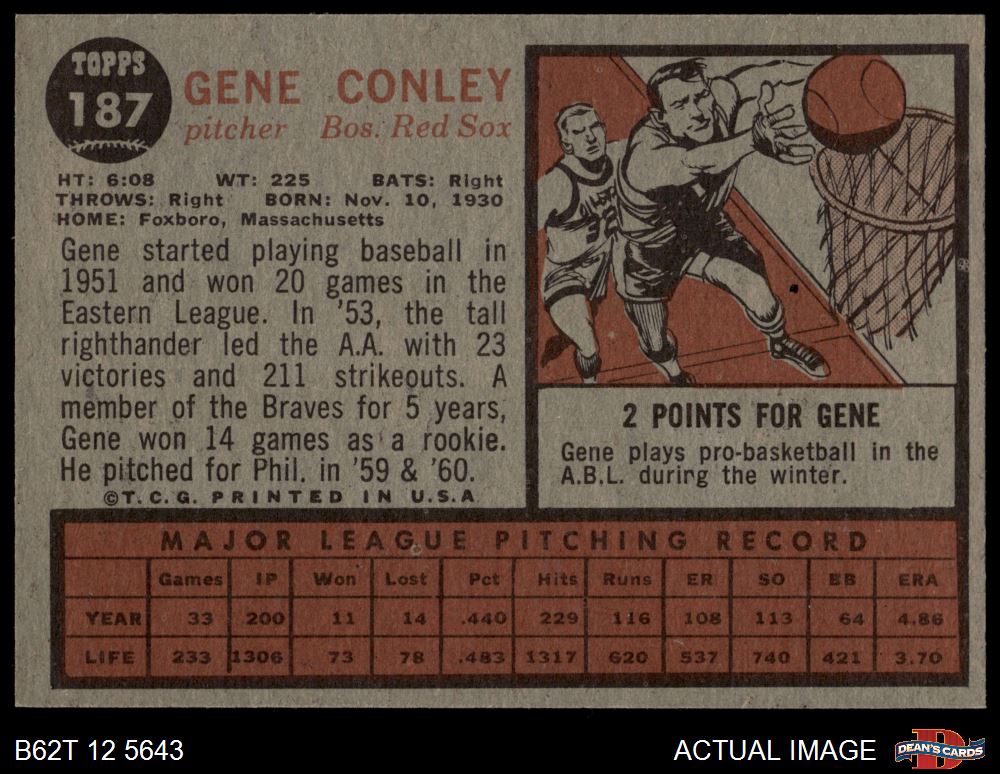 TOPPS
187
GENE CONLEY
pitcher Bos. Red Sox
HT: 6:08 WT: 225 BATS: Right
THROWS: Right BORN: Nov. 10, 1930
HOME: Foxboro, Massachusetts
Gene started playing baseball in
1951 and won 20 games in the
Eastern League. In '53, the tall
righthander led the A.A. with 23
victories and 211 strikeouts. A
member of the Braves for 5 years,
Gene won 14 games as a rookie.
He pitched for Phil. in '59 & '60.
©T.C.G. PRINTED IN U.S.A
32
2 POINTS FOR GENE
Gene plays pro-basketball in the
A.B.L. during the winter.
MAJOR LEAGUE PITCHING RECORD
Games IP Won Lost Pct Hits Runs ER SO BB ERA
YEAR 33 200 11 14 .440 229 116 108 113 64 4.86
LIFE 233 1306 73 78 .483 1317 620 537 740 421 3.70
B62T 12 5643
ACTUAL IMAGE
DEAN'S CARDS